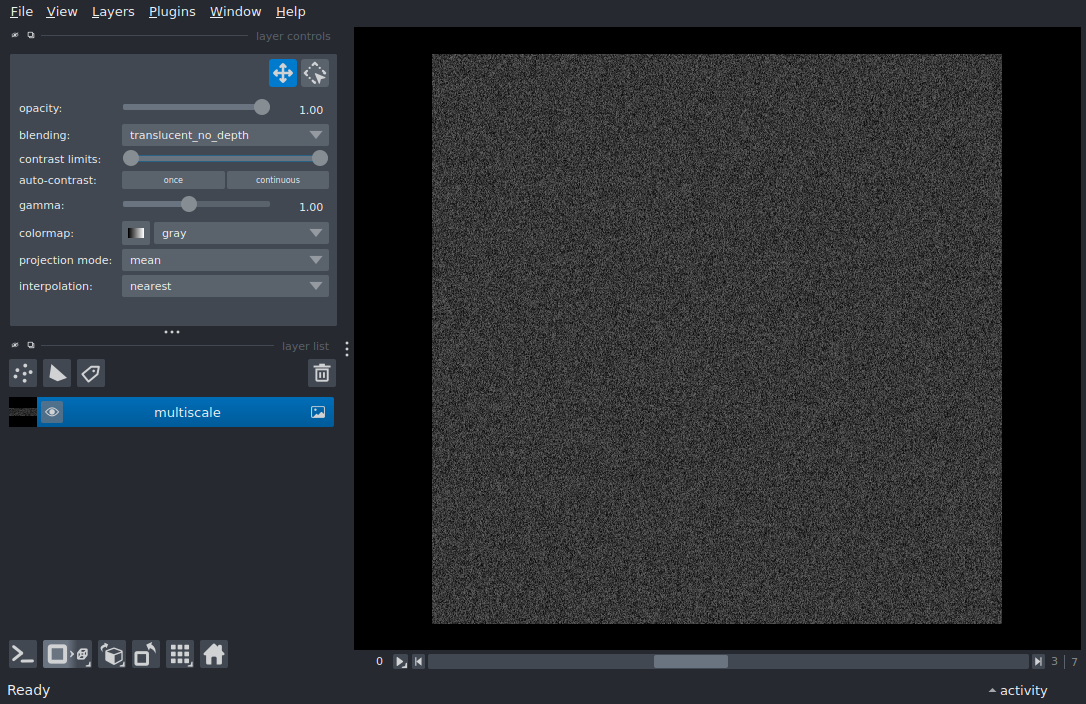 File View Layers Plugins Window Help
layer controls
opacity: 1.00
blending: translucent_no_depth
contrast limits:
auto-contrast: once continuous
gamma: 1.00
colormap: gray
projection mode: mean
interpolation: nearest
layer list
multiscale
0 3 7
Ready activity